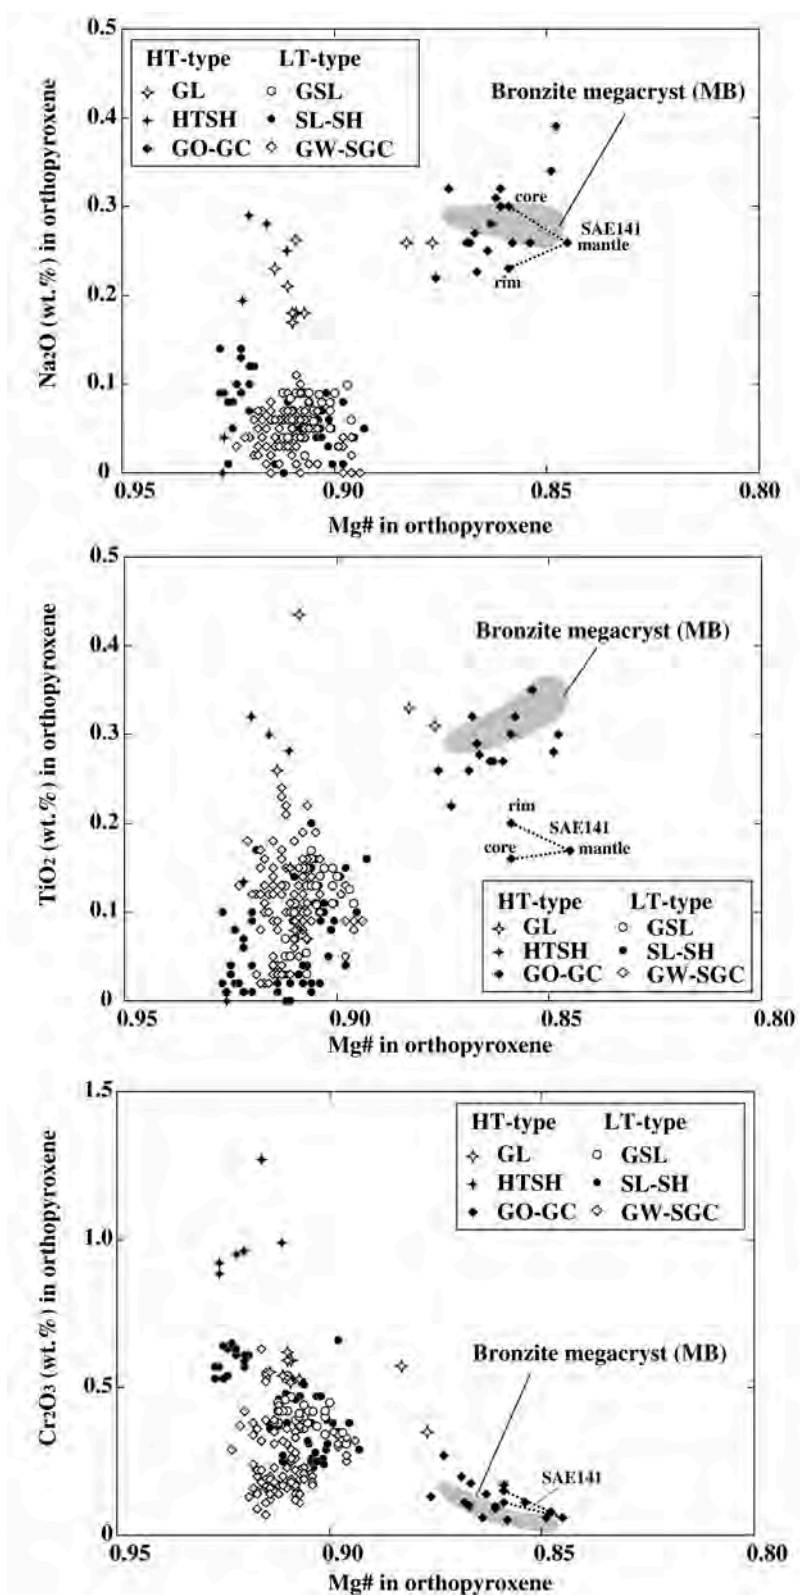 0.5
HT-type LT-type
GL GSL
HTSH SL-SH
GO-GC GW-SGC
Bronzite megacryst (MB)
0.4
core
0.3
SAE141
mantle
rim
0.2
0.1
0
0.95 0.90 0.85 0.80
Na2O (wt.%) in orthopyroxene
Mg# in orthopyroxene
0.5
Bronzite megacryst (MB)
0.4
0.3
rim
SAE141
0.2
core mantle
HT-type LT-type
GL GSL
HTSH SL-SH
GO-GC GW-SGC
0.1
0
0.95 0.90 0.85 0.80
TiO2 (wt.%) in orthopyroxene
Mg# in orthopyroxene
1.5
HT-type LT-type
GL GSL
HTSH SL-SH
GO-GC GW-SGC
1.0
Bronzite megacryst (MB)
0.5
SAE141
0
0.95 0.90 0.85 0.80
Cr2O3 (wt.%) in orthopyroxene
Mg# in orthopyroxene